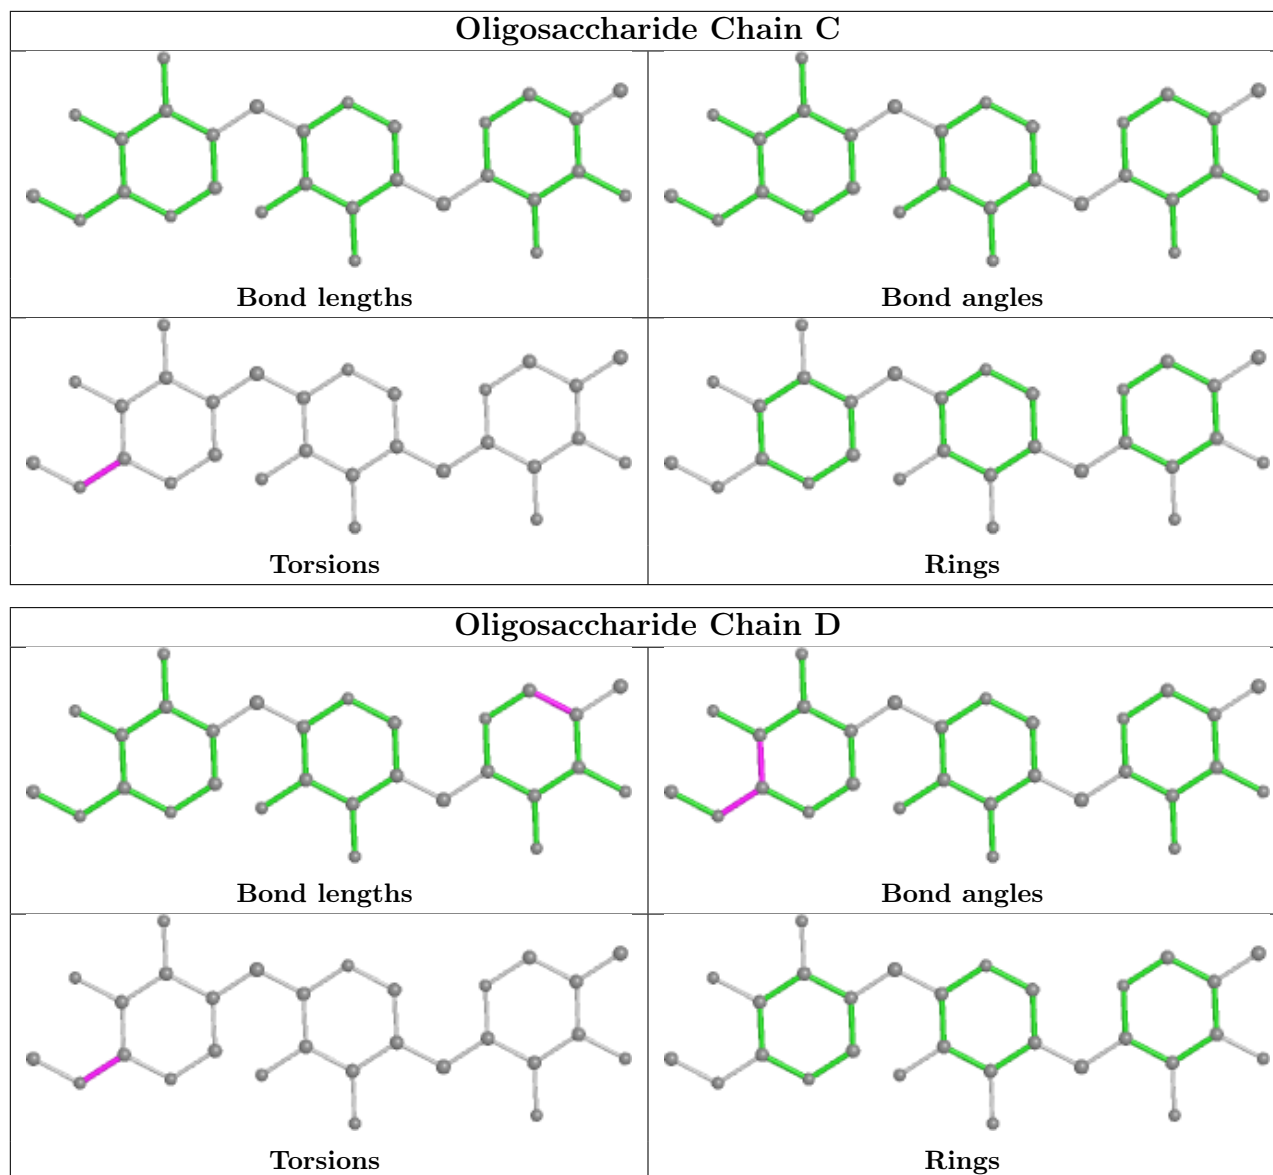 Oligosaccharide Chain C
Bond lengths
Bond angles
Torsions
Rings
Oligosaccharide Chain D
Bond lengths
Bond angles
Torsions
Rings